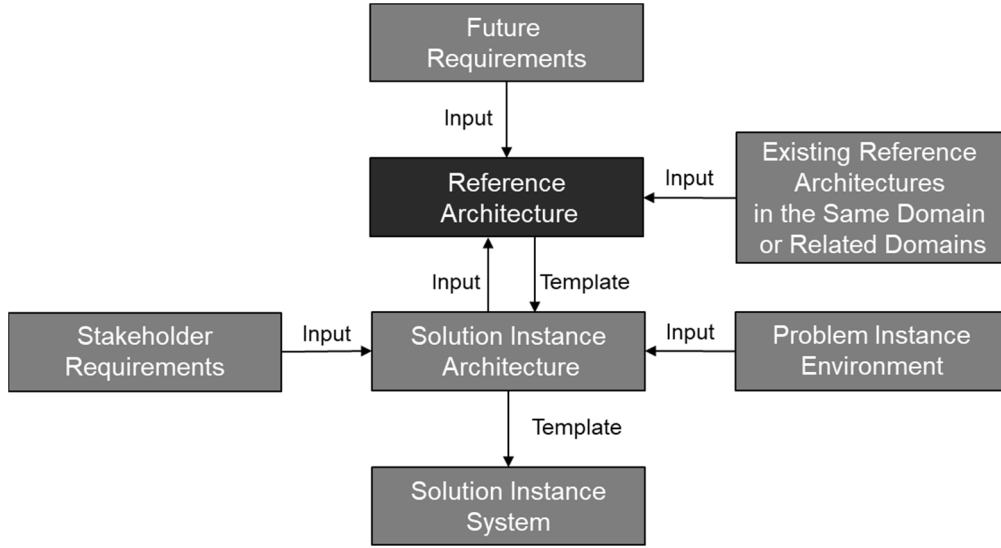 Future
Requirements
Input
Reference
Architecture
Input
Existing Reference
Architectures
in the Same Domain
or Related Domains
Input
Template
Stakeholder
Requirements
Input
Solution Instance
Architecture
Input
Problem Instance
Environment
Template
Solution Instance
System